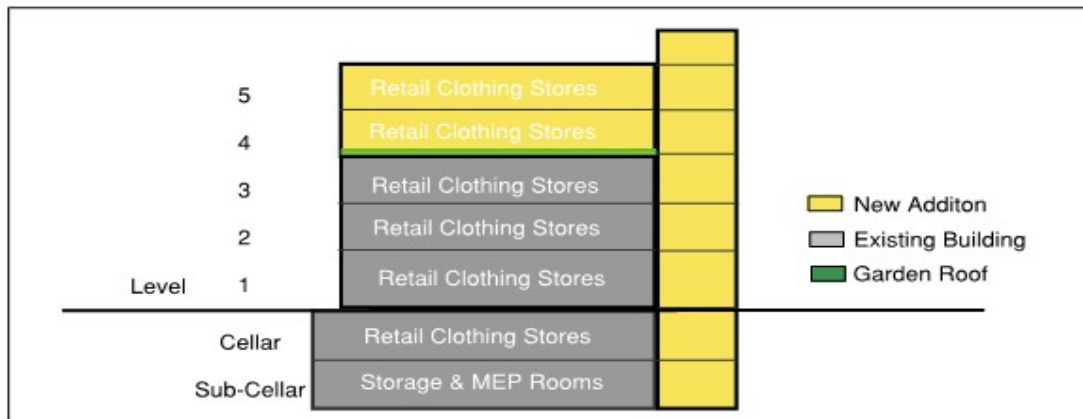 5 Retail Clothing Stores
4 Retail Clothing Stores
3 Retail Clothing Stores
2 Retail Clothing Stores
Level 1 Retail Clothing Stores
Cellar Retail Clothing Stores
Sub-Cellar Storage & MEP Rooms
New Additon
Existing Building
Garden Roof